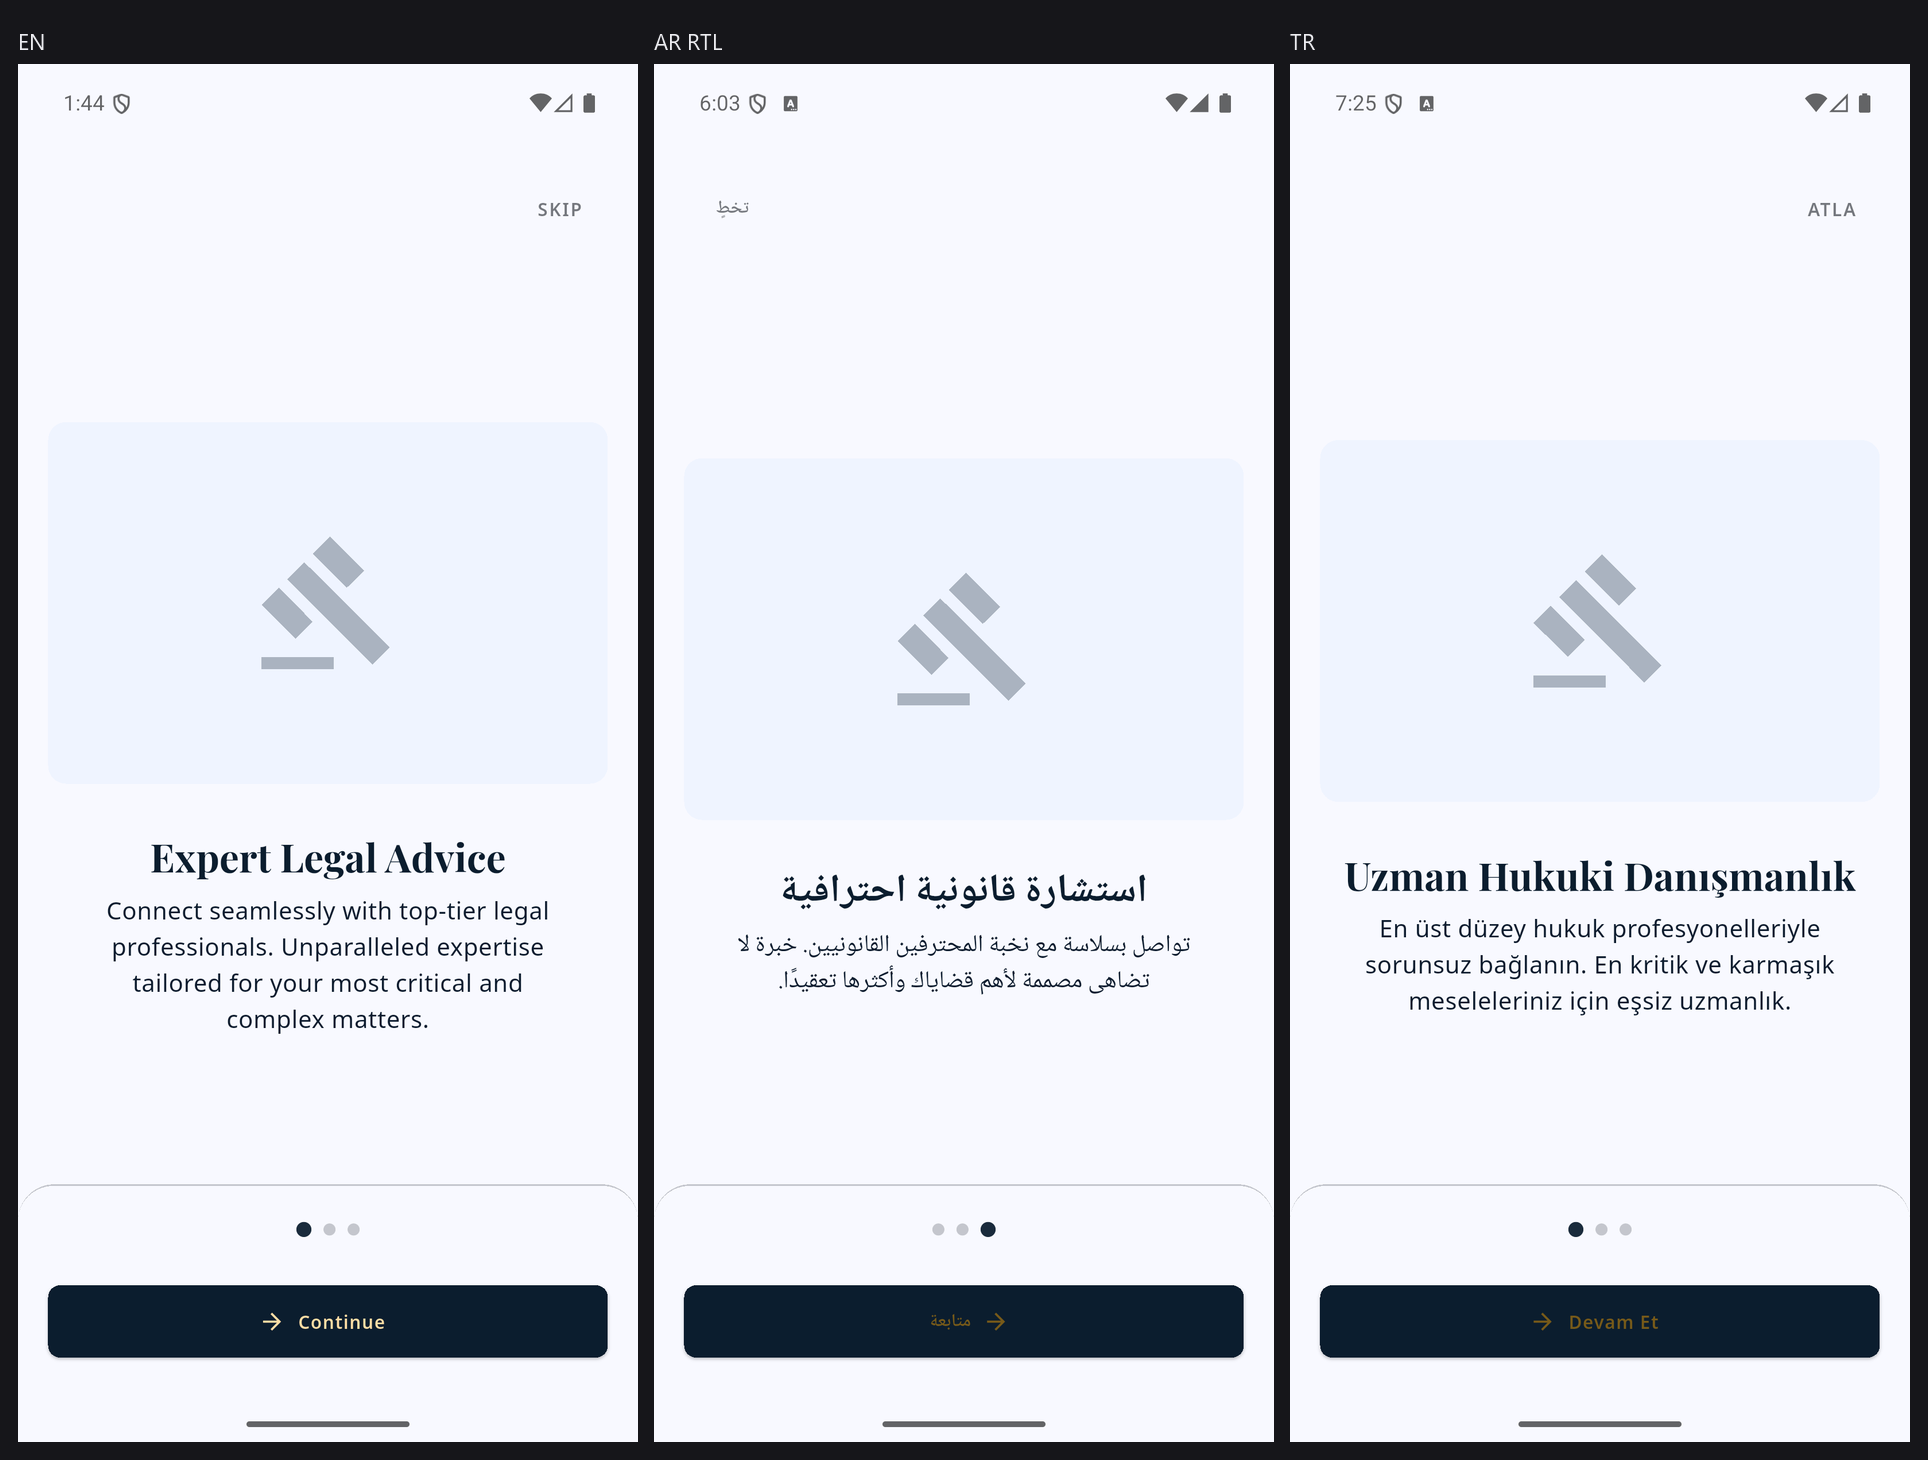 EN
1:44
SKIP
Expert Legal Advice
Connect seamlessly with top-tier legal
professionals. Unparalleled expertise
tailored for your most critical and
complex matters.
Continue
AR RTL
6:03
A
تخطِ
استشارة قانونية احترافية
تواصل بسلاسة مع نخبة المحترفين القانونيين. خبرة لا
تضاهى مصممة لأهم قضاياك وأكثرها تعقيدًا.
متابعة
TR
7:25
A
ATLA
Uzman Hukuki Danışmanlık
En üst düzey hukuk profesyonelleriyle
sorunsuz bağlanın. En kritik ve karmaşık
meseleleriniz için eşsiz uzmanlık.
Devam Et